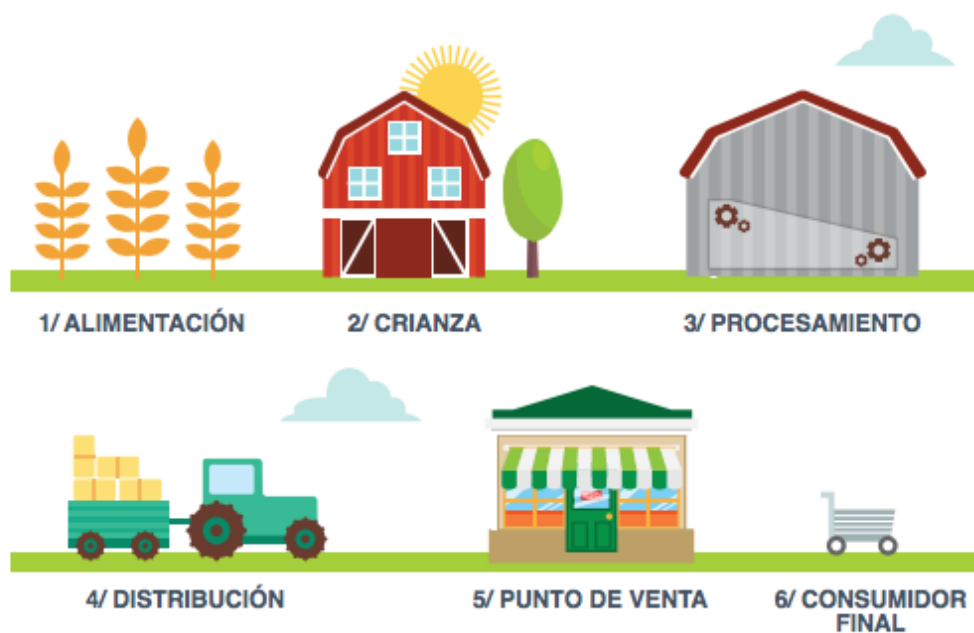 1/ ALIMENTACIÓN
2/ CRIANZA
3/ PROCESAMIENTO
4/ DISTRIBUCIÓN
5/ PUNTO DE VENTA
6/ CONSUMIDOR
FINAL